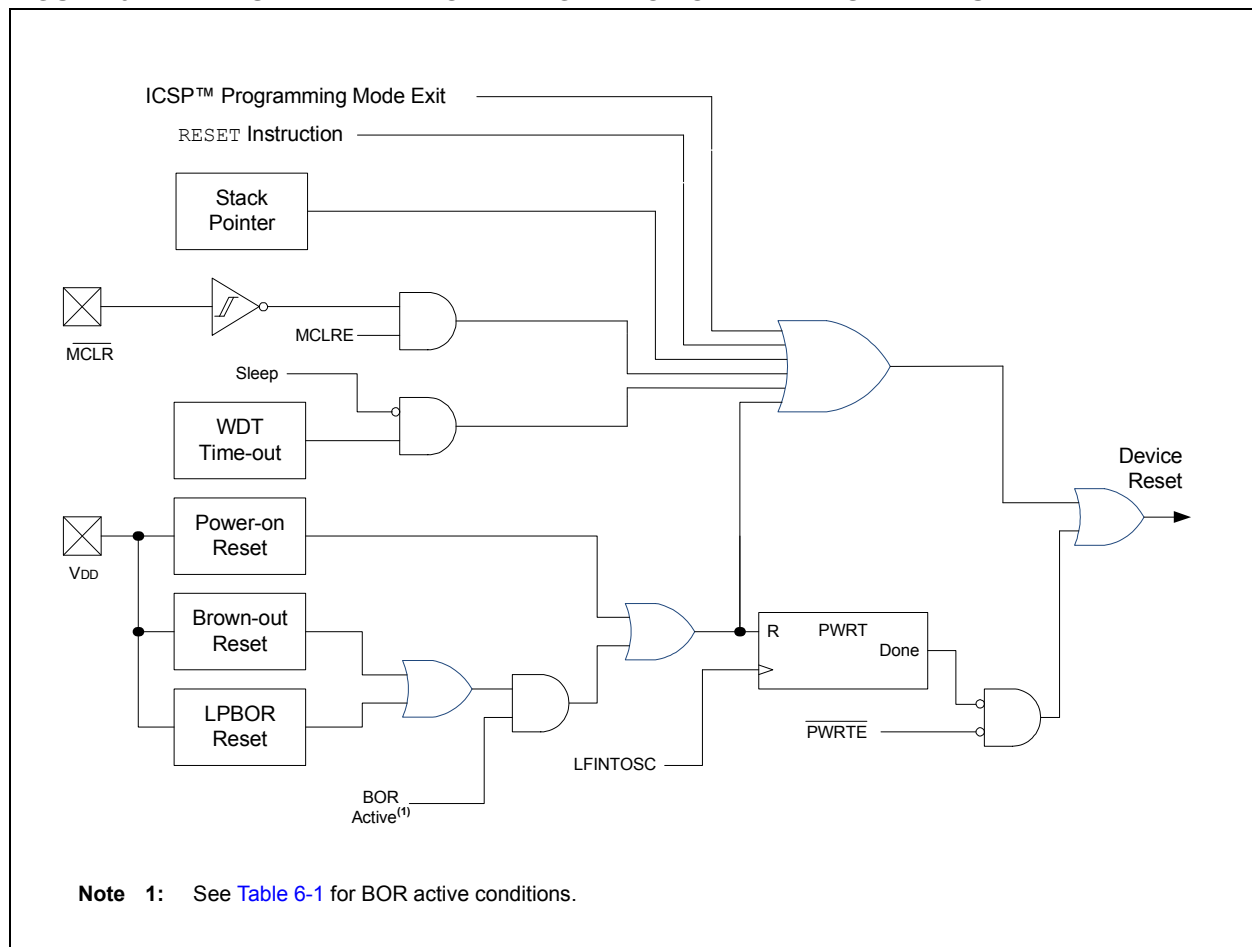 ICSP™ Programming Mode Exit
RESET Instruction
Stack
Pointer
MCLR
MCLRE
Sleep
WDT
Time-out
Device
Reset
VDD
Power-on
Reset
Brown-out
Reset
LPBOR
Reset
R PWRT
Done
PWRTE
LFINTOSC
BOR
Active(1)
Note 1: See Table 6-1 for BOR active conditions.